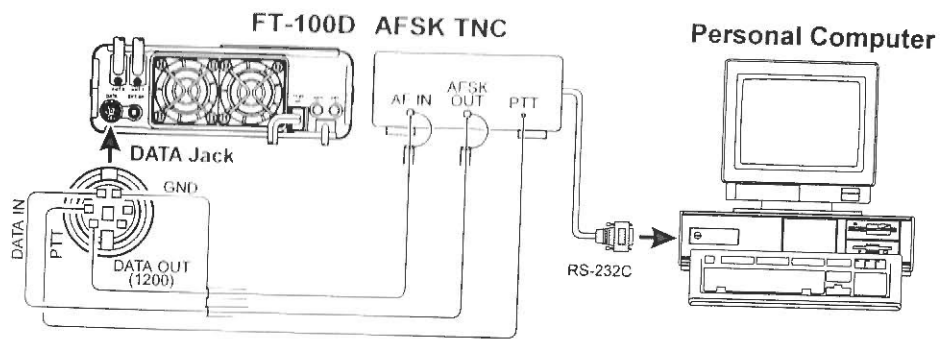 FT-100D AFSK TNC
Personal Computer
AF IN
AFSK
OUT
PTT
DATA
DATA Jack
GND
DATA IN
PTT
DATA OUT
(1200)
RS-232C